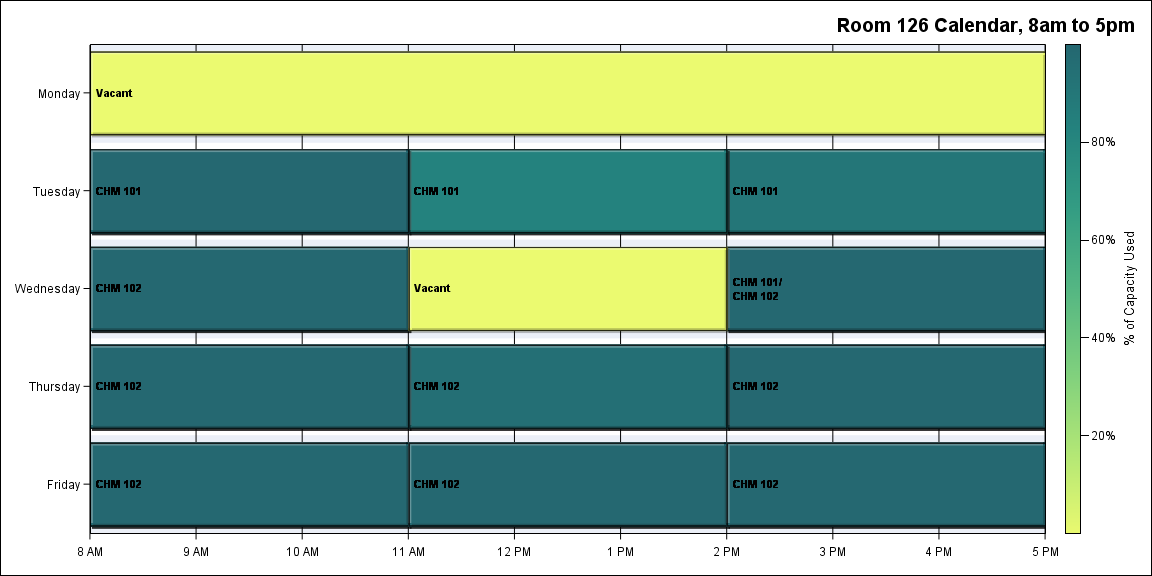 Room 126 Calendar, 8am to 5pm
Monday
Vacant
Tuesday
CHM 101
CHM 101
CHM 101
Wednesday
CHM 102
Vacant
CHM 101/
CHM 102
Thursday
CHM 102
CHM 102
CHM 102
Friday
CHM 102
CHM 102
CHM 102
8 AM
9 AM
10 AM
11 AM
12 PM
1 PM
2 PM
3 PM
4 PM
5 PM
80%
60%
40%
20%
% of Capacity Used